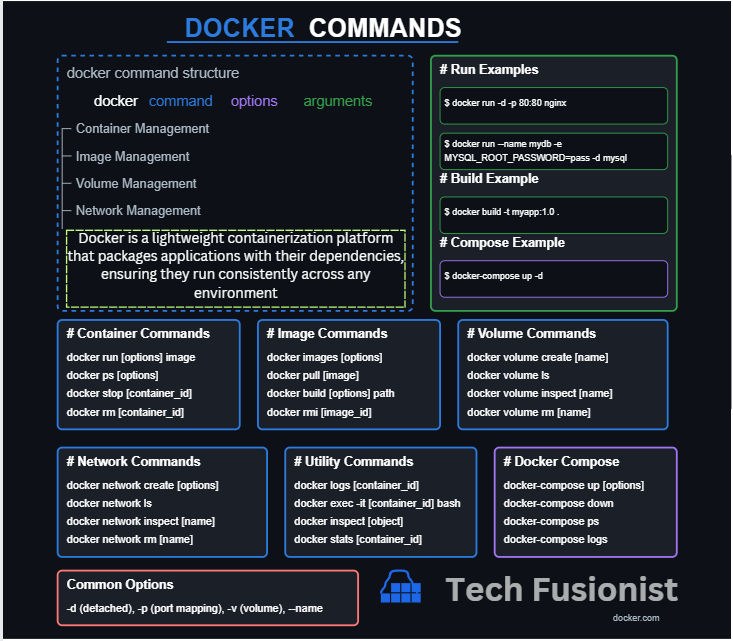 DOCKER COMMANDS
docker command structure
docker command options arguments
Container Management
Image Management
Volume Management
Network Management
Docker is a lightweight containerization platform
that packages applications with their dependencies,
ensuring they run consistently across any
environment
# Run Examples
$ docker run -d -p 80:80 nginx
$ docker run --name mydb -e
MYSQL_ROOT_PASSWORD=pass -d mysql
# Build Example
$ docker build -t myapp:1.0 .
# Compose Example
$ docker-compose up -d
# Container Commands
docker run [options] image
docker ps [options]
docker stop [container_id]
docker rm [container_id]
# Image Commands
docker images [options]
docker pull [image]
docker build [options] path
docker rmi [image_id]
# Volume Commands
docker volume create [name]
docker volume ls
docker volume inspect [name]
docker volume rm [name]
# Network Commands
docker network create [options]
docker network ls
docker network inspect [name]
docker network rm [name]
# Utility Commands
docker logs [container_id]
docker exec -it [container_id] bash
docker inspect [object]
docker stats [container_id]
# Docker Compose
docker-compose up [options]
docker-compose down
docker-compose ps
docker-compose logs
Common Options
-d (detached), -p (port mapping), -v (volume), --name
Tech Fusionist
docker.com